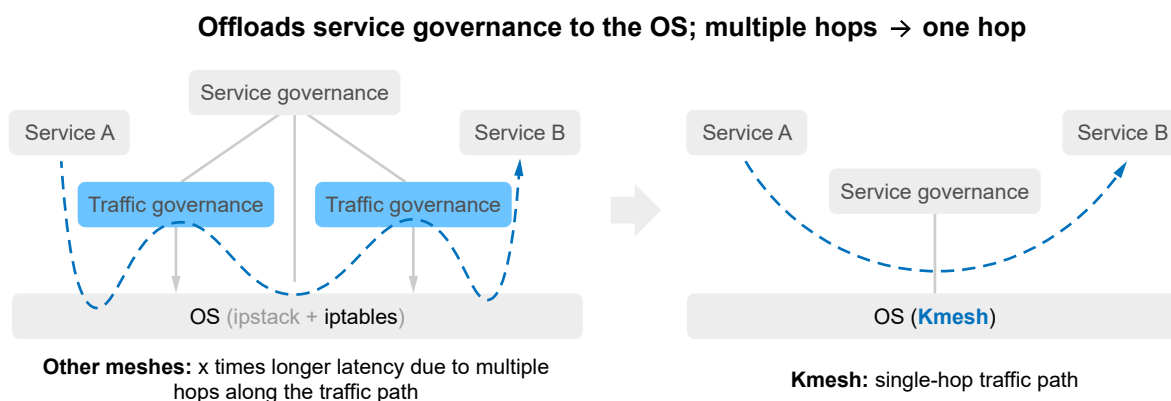 Offloads service governance to the OS; multiple hops → one hop
Service governance
Service A
Service B
Traffic governance
Traffic governance
OS (ipstack + iptables)
Other meshes: x times longer latency due to multiple
hops along the traffic path
Service A
Service B
Service governance
OS (Kmesh)
Kmesh: single-hop traffic path